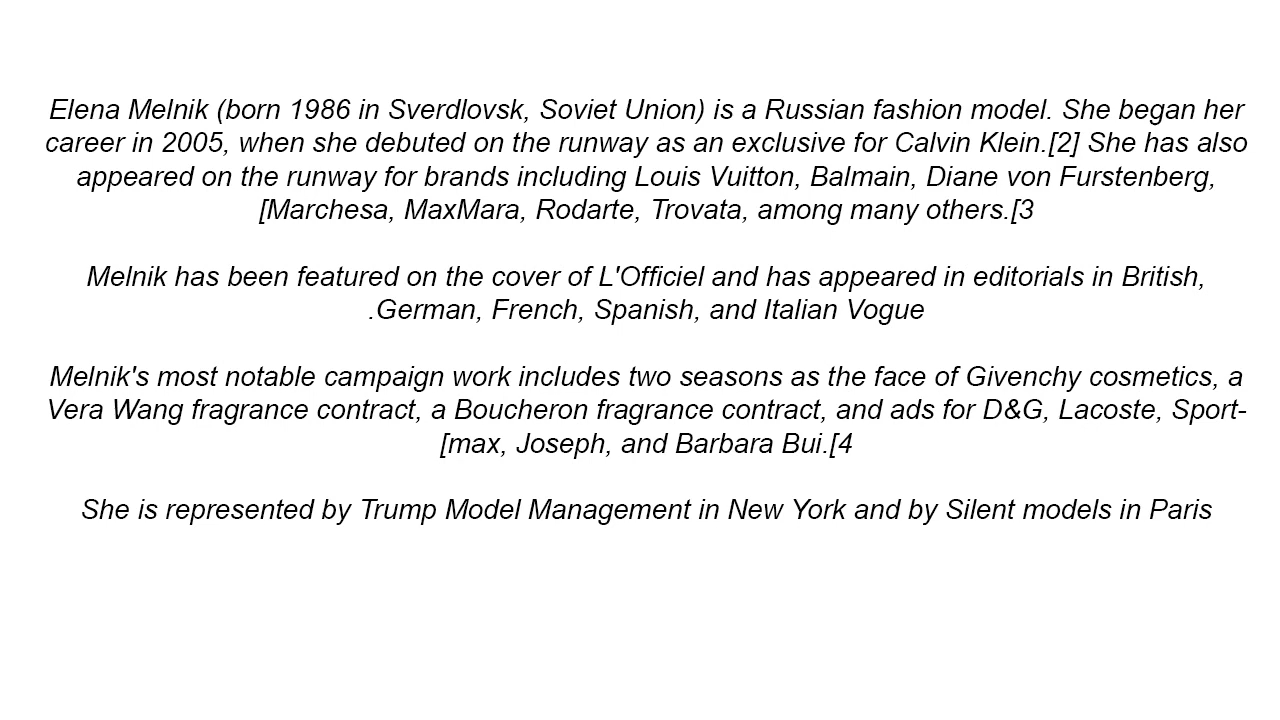 Elena Melnik (born 1986 in Sverdlovsk, Soviet Union) is a Russian fashion model. She began her
career in 2005, when she debuted on the runway as an exclusive for Calvin Klein.[2] She has also
appeared on the runway for brands including Louis Vuitton, Balmain, Diane von Furstenberg,
[Marchesa, MaxMara, Rodarte, Trovata, among many others.[3
Melnik has been featured on the cover of L'Officiel and has appeared in editorials in British,
.German, French, Spanish, and Italian Vogue
Melnik's most notable campaign work includes two seasons as the face of Givenchy cosmetics, a
Vera Wang fragrance contract, a Boucheron fragrance contract, and ads for D&G, Lacoste, Sport-
[max, Joseph, and Barbara Bui.[4
She is represented by Trump Model Management in New York and by Silent models in Paris